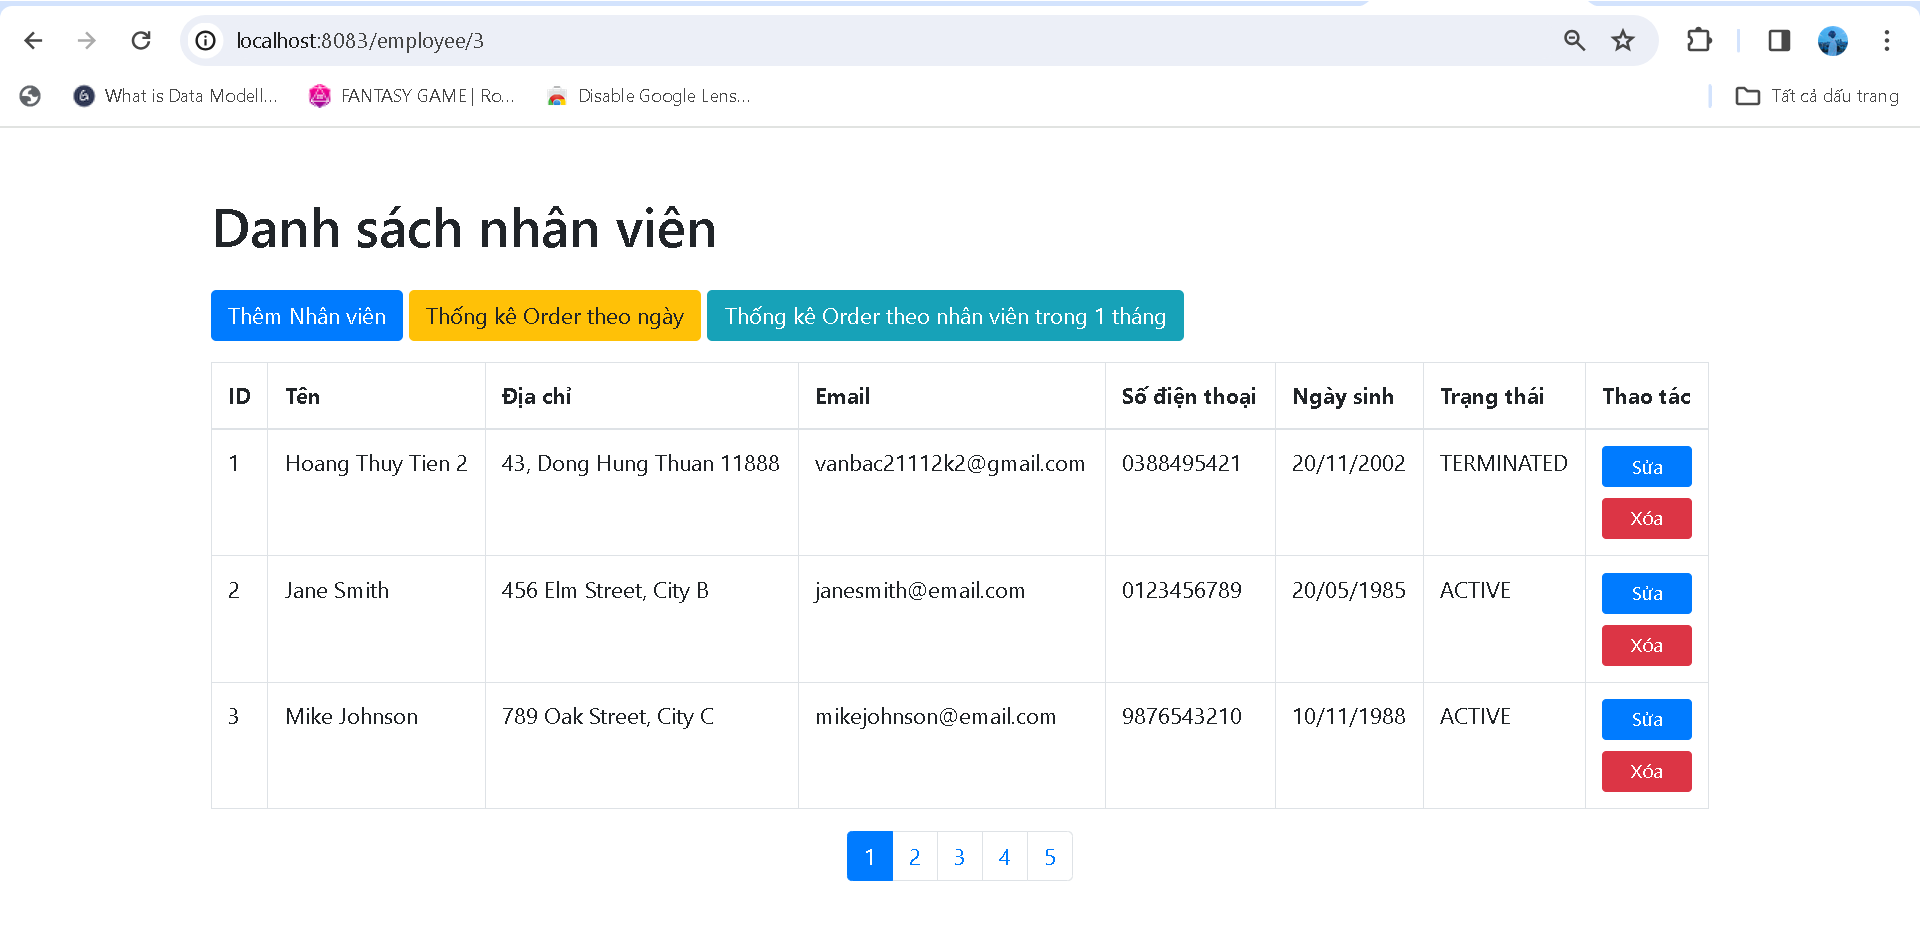 localhost:8083/employee/3
What is Data Modell... FANTASY GAME | Ro... Disable Google Lens... Tất cả dấu trang
Danh sách nhân viên
Thêm Nhân viên Thống kê Order theo ngày Thống kê Order theo nhân viên trong 1 tháng
ID Tên Địa chỉ Email Số điện thoại Ngày sinh Trạng thái Thao tác
1 Hoang Thuy Tien 2 43, Dong Hung Thuan 11888 vanbac21112k2@gmail.com 0388495421 20/11/2002 TERMINATED Sửa
Xóa
2 Jane Smith 456 Elm Street, City B janesmith@email.com 0123456789 20/05/1985 ACTIVE Sửa
Xóa
3 Mike Johnson 789 Oak Street, City C mikejohnson@email.com 9876543210 10/11/1988 ACTIVE Sửa
Xóa
1 2 3 4 5